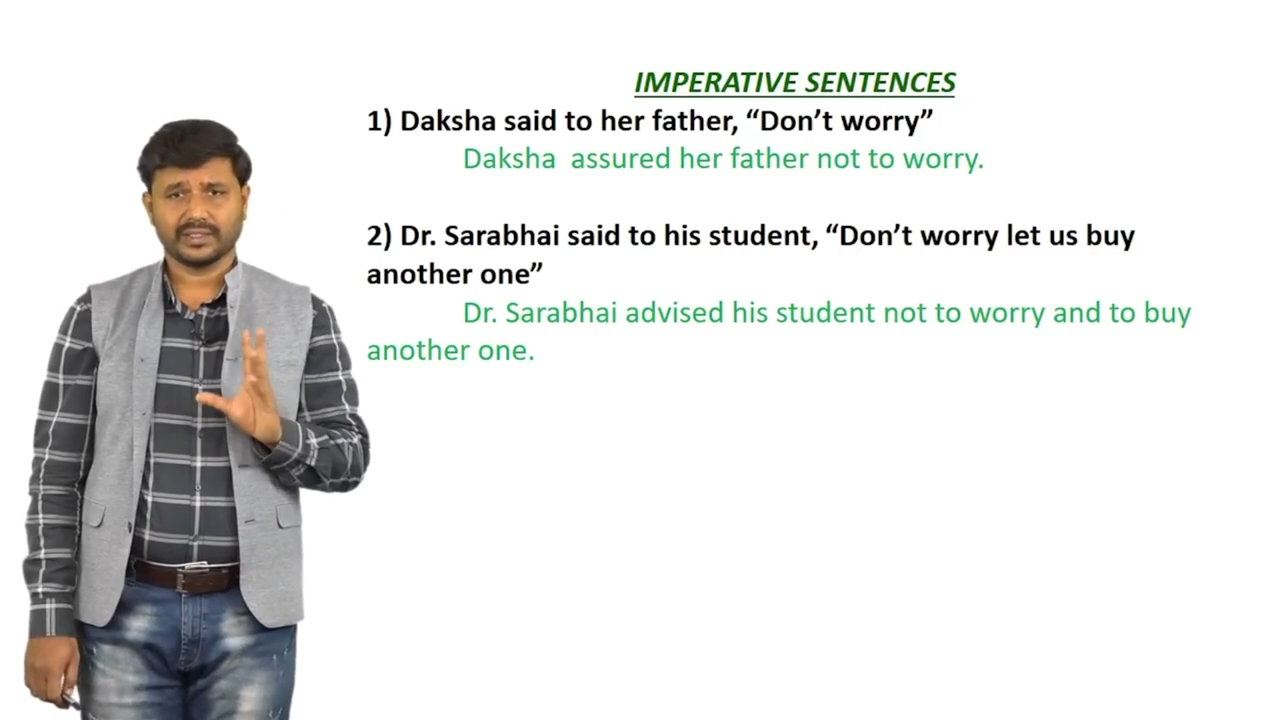 IMPERATIVE SENTENCES
1) Daksha said to her father, “Don’t worry”
Daksha  assured her father not to worry.
2) Dr. Sarabhai said to his student, “Don’t worry let us buy
another one”
Dr. Sarabhai advised his student not to worry and to buy
another one.